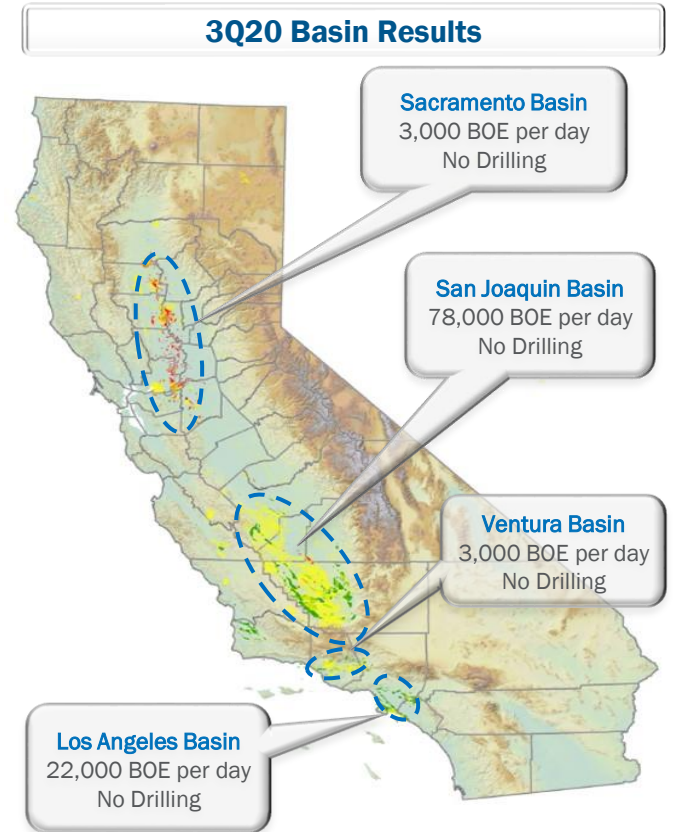 3Q20 Basin Results
Sacramento Basin
3,000 BOE per day
No Drilling
San Joaquin Basin
78,000 BOE per day
No Drilling
Ventura Basin
3,000 BOE per day
No Drilling
Los Angeles Basin
22,000 BOE per day
No Drilling